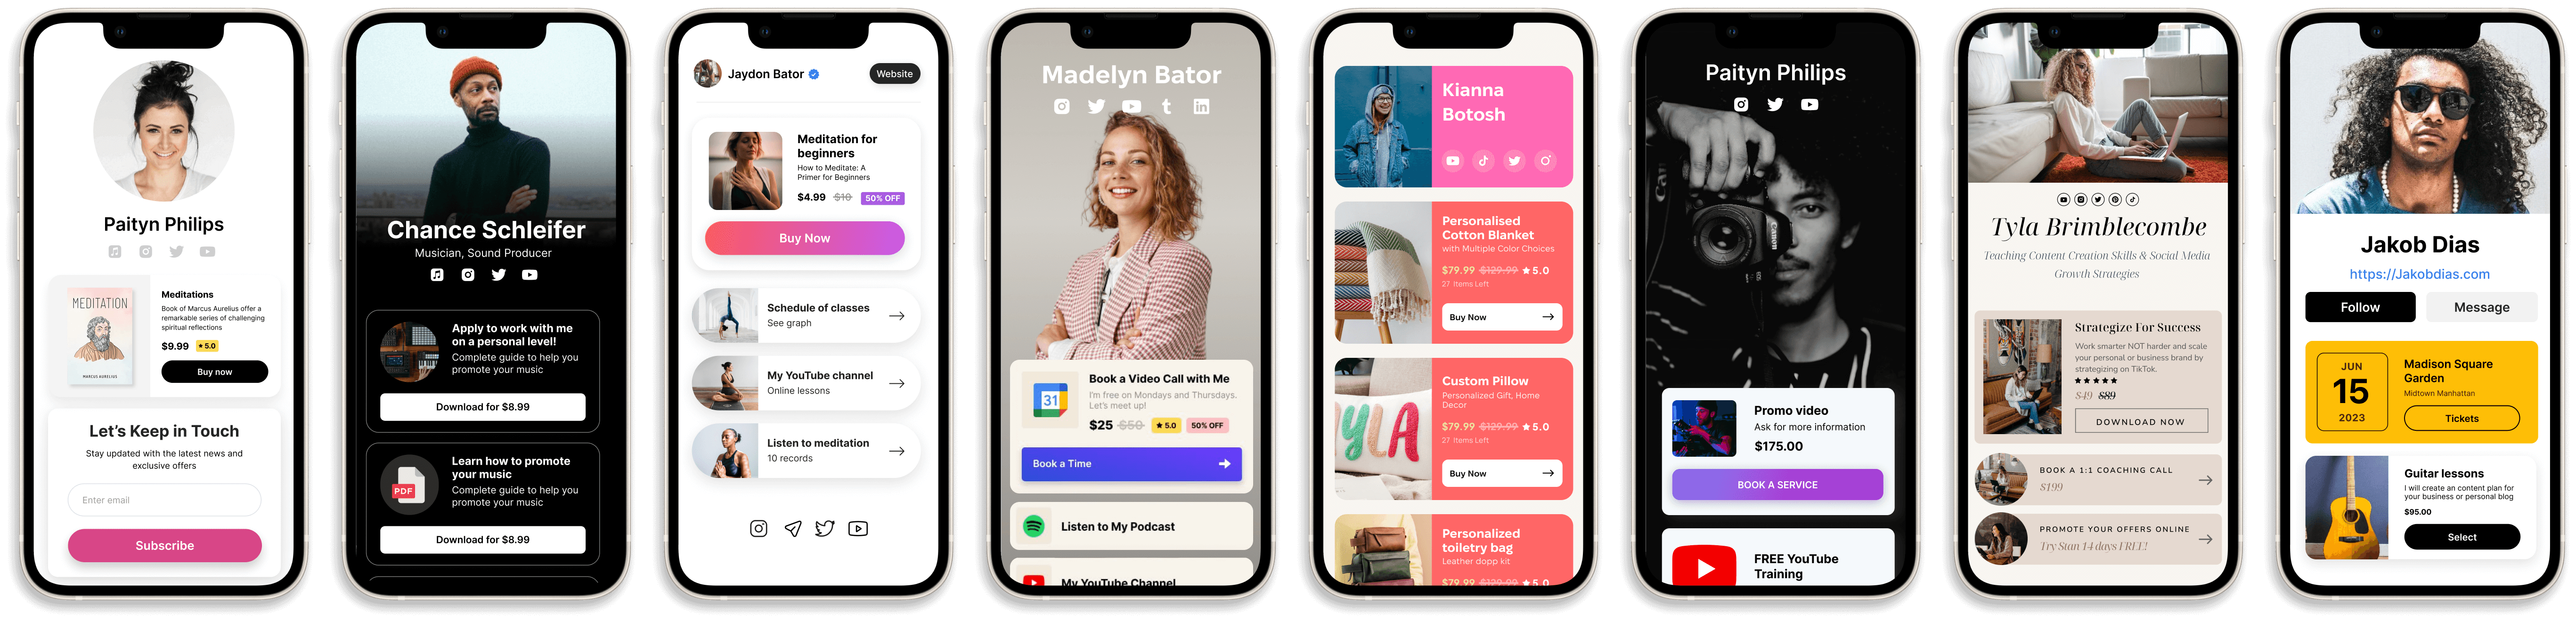 Paityn Philips
MEDITATION
MARCUS AURELIUS
Meditations
Book of Marcus Aurelius offer a
remarkable series of challenging
spiritual reflections
$9.99 ★ 5.0
Buy now
Let's Keep in Touch
Stay updated with the latest news and
exclusive offers
Enter email
Subscribe
Chance Schleifer
Musician, Sound Producer
Apply to work with me
on a personal level!
Complete guide to help you
promote your music
Download for $8.99
PDF
Learn how to promote
your music
Complete guide to help you
promote your music
Download for $8.99
Jaydon Bator
Website
Meditation for
beginners
How to Meditate: A
Primer for Beginners
$4.99 $10 50% OFF
Buy Now
Schedule of classes
See graph
My YouTube channel
Online lessons
Listen to meditation
10 records
Madelyn Bator
31
Book a Video Call with Me
I'm free on Mondays and Thursdays.
Let's meet up!
$25 $50 ★ 5.0 50% OFF
Book a Time
Listen to My Podcast
My YouTube Channel
Kianna
Botosh
Personalised
Cotton Blanket
with Multiple Color Choices
$79.99 $129.99 ★ 5.0
27 Items Left
Buy Now
YLA
Custom Pillow
Personalized Gift, Home
Decor
$79.99 $129.99 ★ 5.0
27 Items Left
Buy Now
Personalized
toiletry bag
Leather dopp kit
$79.99 $129.99 ★ 5.0
Paityn Philips
Canon
Canon
Promo video
Ask for more information
$175.00
BOOK A SERVICE
FREE YouTube
Training
Tyla Brimblecombe
Teaching Content Creation Skills & Social Media
Growth Strategies
Strategize For Success
Work smarter NOT harder and scale
your personal or business brand by
strategizing on TikTok.
★★★★★
$49 $89
DOWNLOAD NOW
BOOK A 1:1 COACHING CALL
$199
PROMOTE YOUR OFFERS ONLINE
Try Stan 14 days FREE!
Jakob Dias
https://Jakobdias.com
Follow
Message
JUN
15
2023
Madison Square
Garden
Midtown Manhattan
Tickets
Guitar lessons
I will create an content plan for
your business or personal blog
$95.00
Select